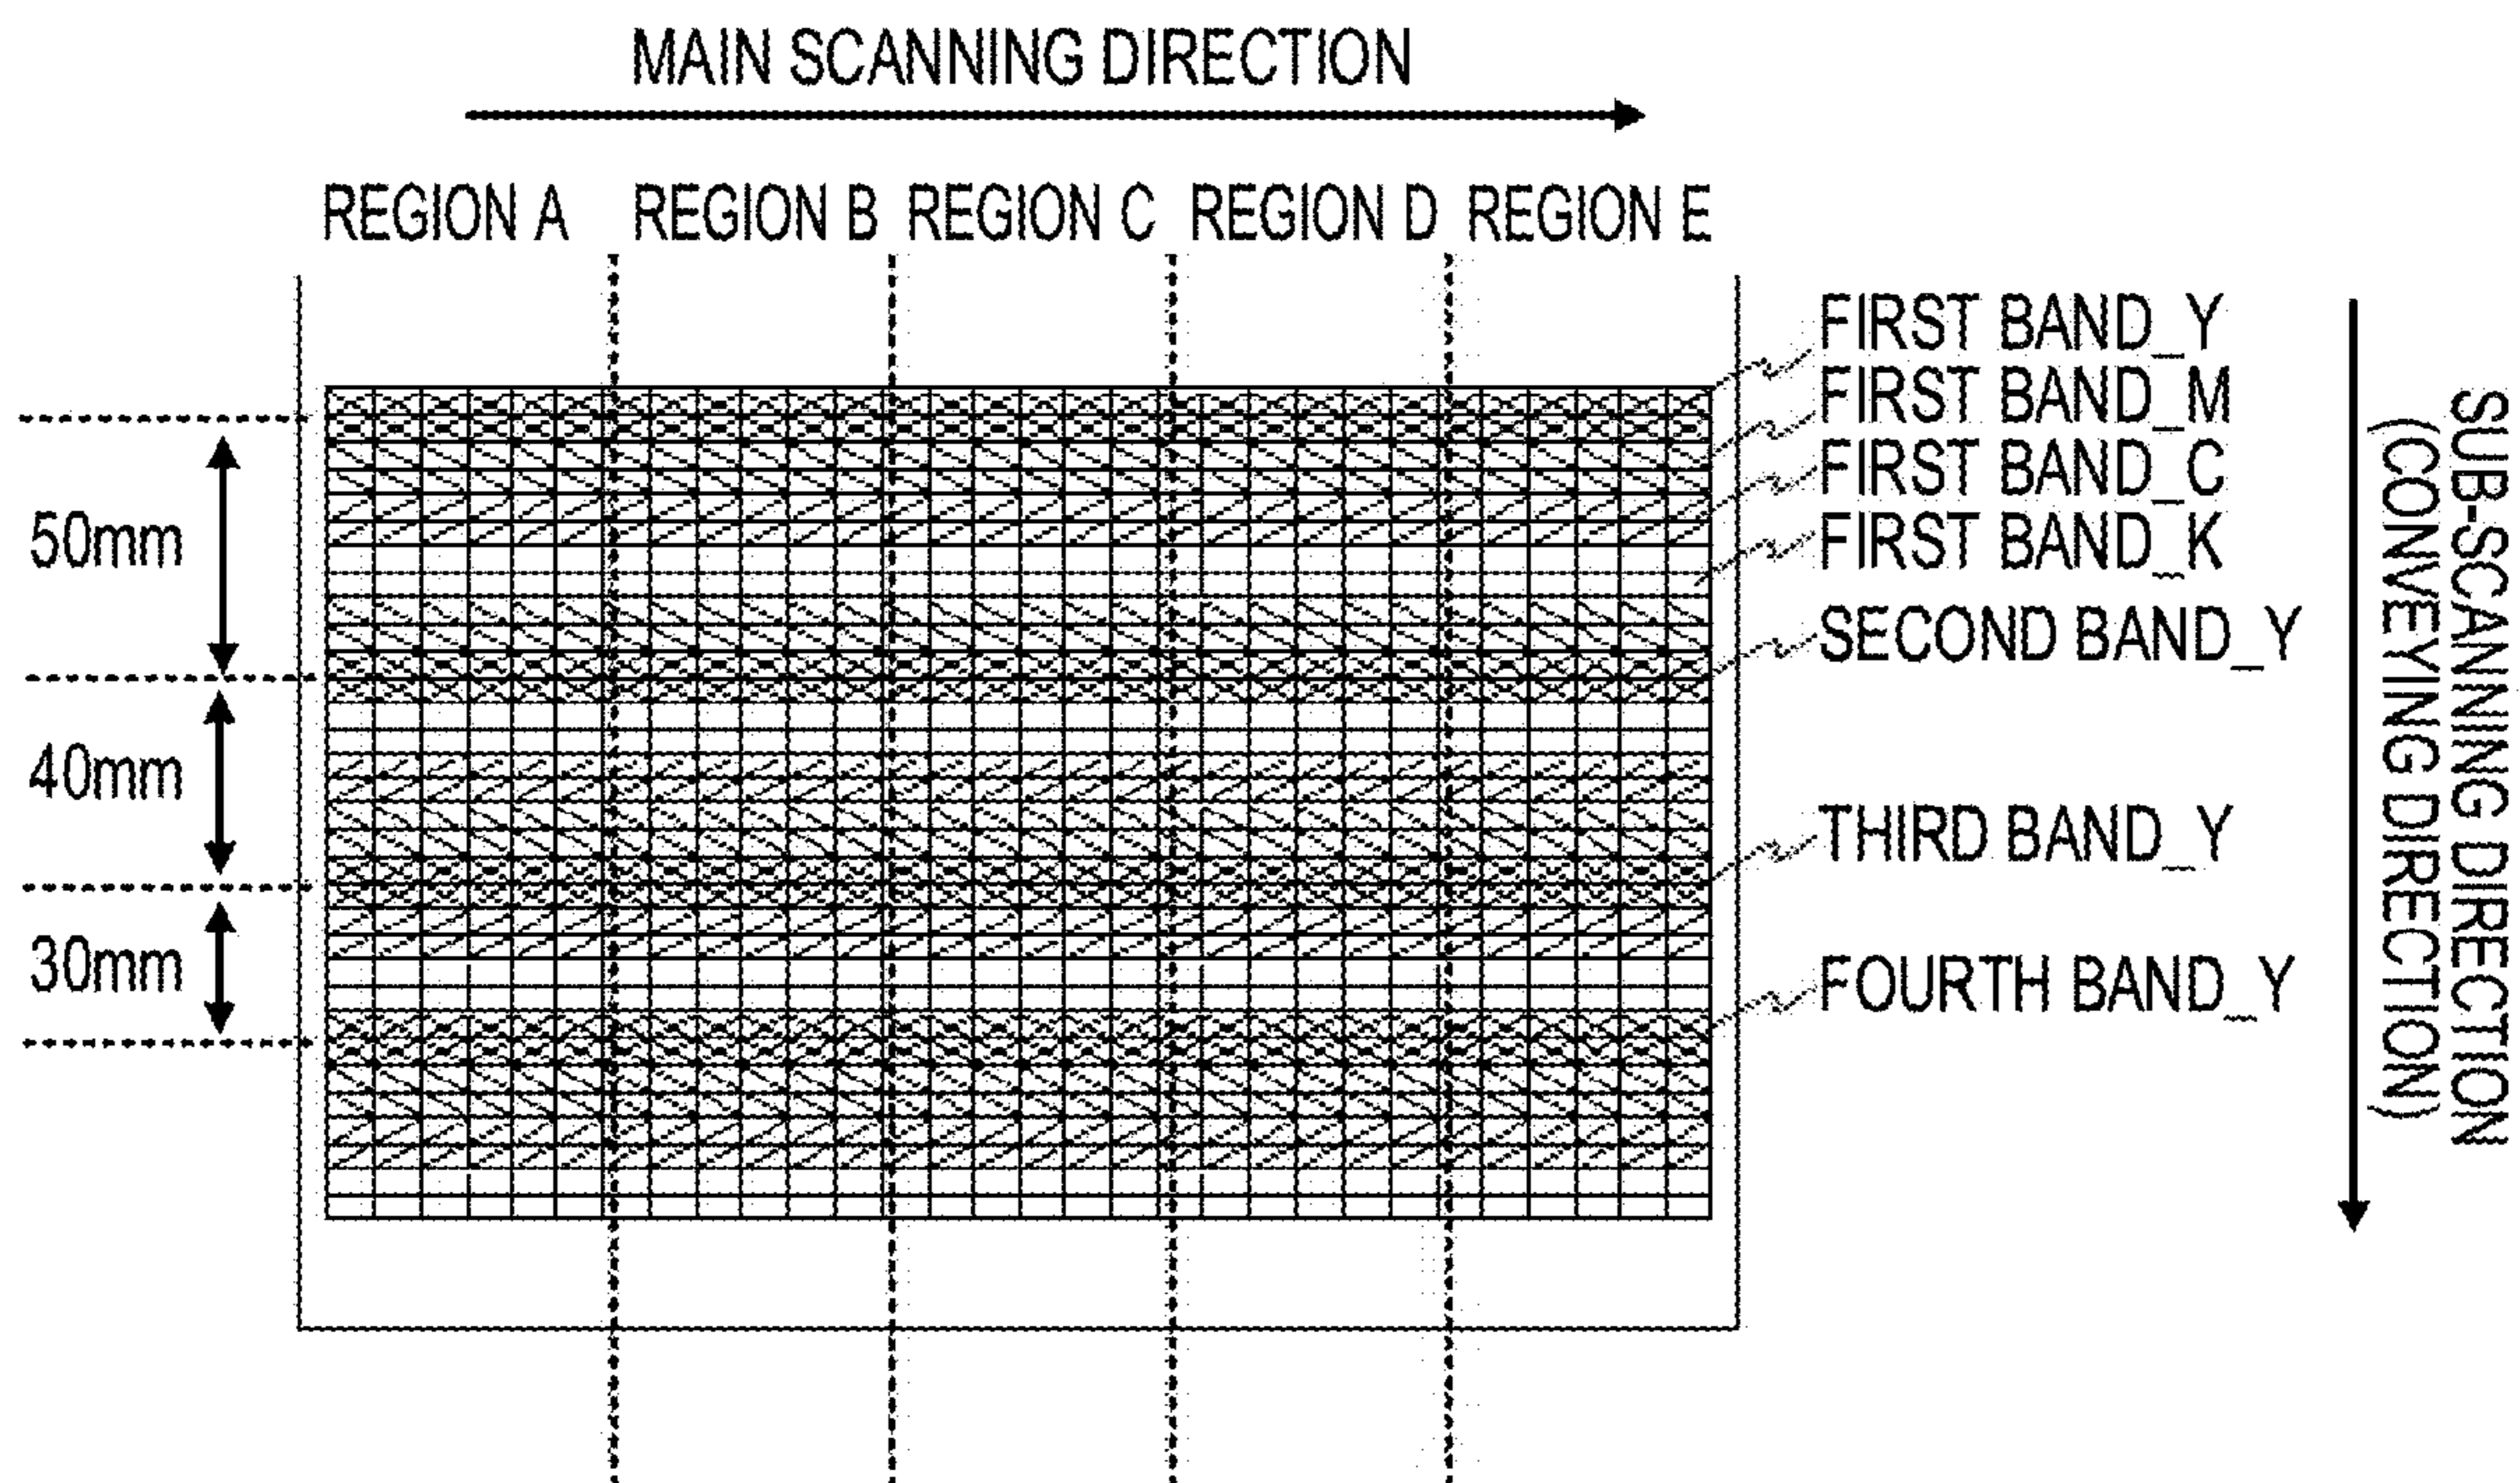 MAIN SCANNING DIRECTION
REGION A
REGION B
REGION C
REGION D
REGION E
FIRST BAND_Y
FIRST BAND_M
FIRST BAND_C
FIRST BAND_K
SECOND BAND_Y
THIRD BAND_Y
FOURTH BAND_Y
50mm
40mm
30mm
SUB-SCANNING DIRECTION
(CONVEYING DIRECTION)